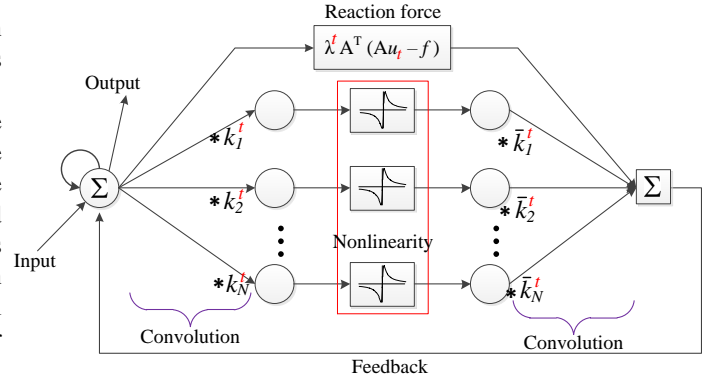 Reaction force
λ^t A^T (Au_t − f)
Output
* k_1^t
* k̄_1^t
Σ
* k_2^t
* k̄_2^t
Σ
Input
Nonlinearity
* k_N^t
* k̄_N^t
Convolution
Convolution
Feedback